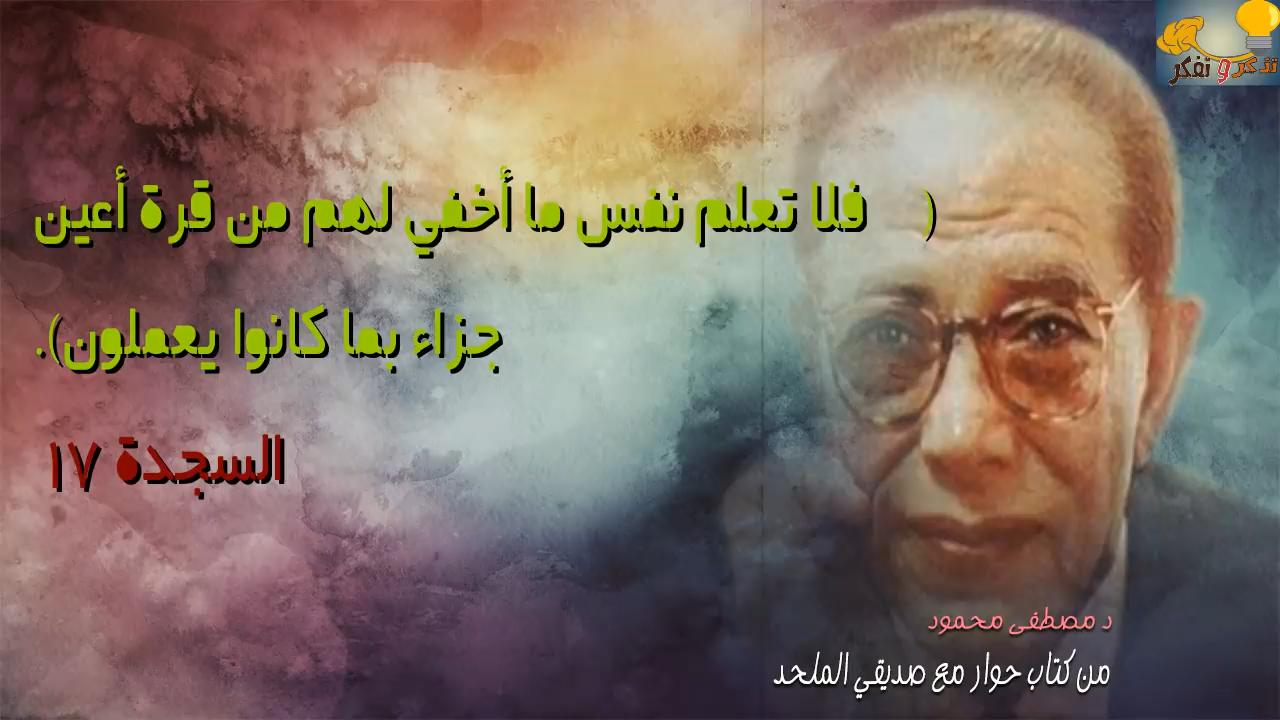 تذكر و تفكر
( فلا تعلم نفس ما أخفي لهم من قرة أعين
جزاء بما كانوا يعملون).
السجدة ١٧
د مصطفى محمود
من كتاب حوار مع صديقي الملحد